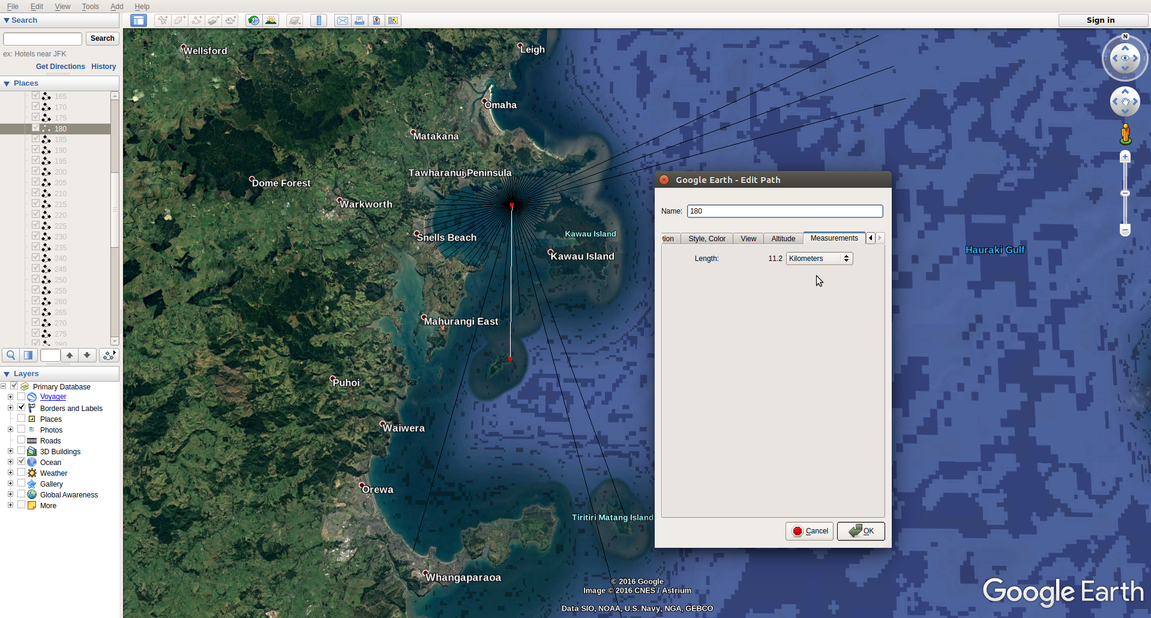 File Edit View Tools Add Help
Search
Sign in
Search
ex: Hotels near JFK
Get Directions History
Places
165
170
175
180
185
190
195
200
205
210
215
220
225
230
235
240
245
250
255
260
265
270
275
280
Layers
Primary Database
Voyager
Borders and Labels
Places
Photos
Roads
3D Buildings
Ocean
Weather
Gallery
Global Awareness
More
Wellsford
Leigh
Omaha
Matakana
Tawharanui Peninsula
Dome Forest
Warkworth
Snells Beach
Kawau Island
Kawau Island
Mahurangi East
Puhoi
Waiwera
Orewa
Tiritiri Matang Island
Whangaparaoa
Hauraki Gulf
N
Google Earth - Edit Path
Name: 180
tion Style, Color View Altitude Measurements
Length: 11.2 Kilometers
Cancel OK
© 2016 Google
Image © 2016 CNES / Astrium
Data SIO, NOAA, U.S. Navy, NGA, GEBCO
Google Earth